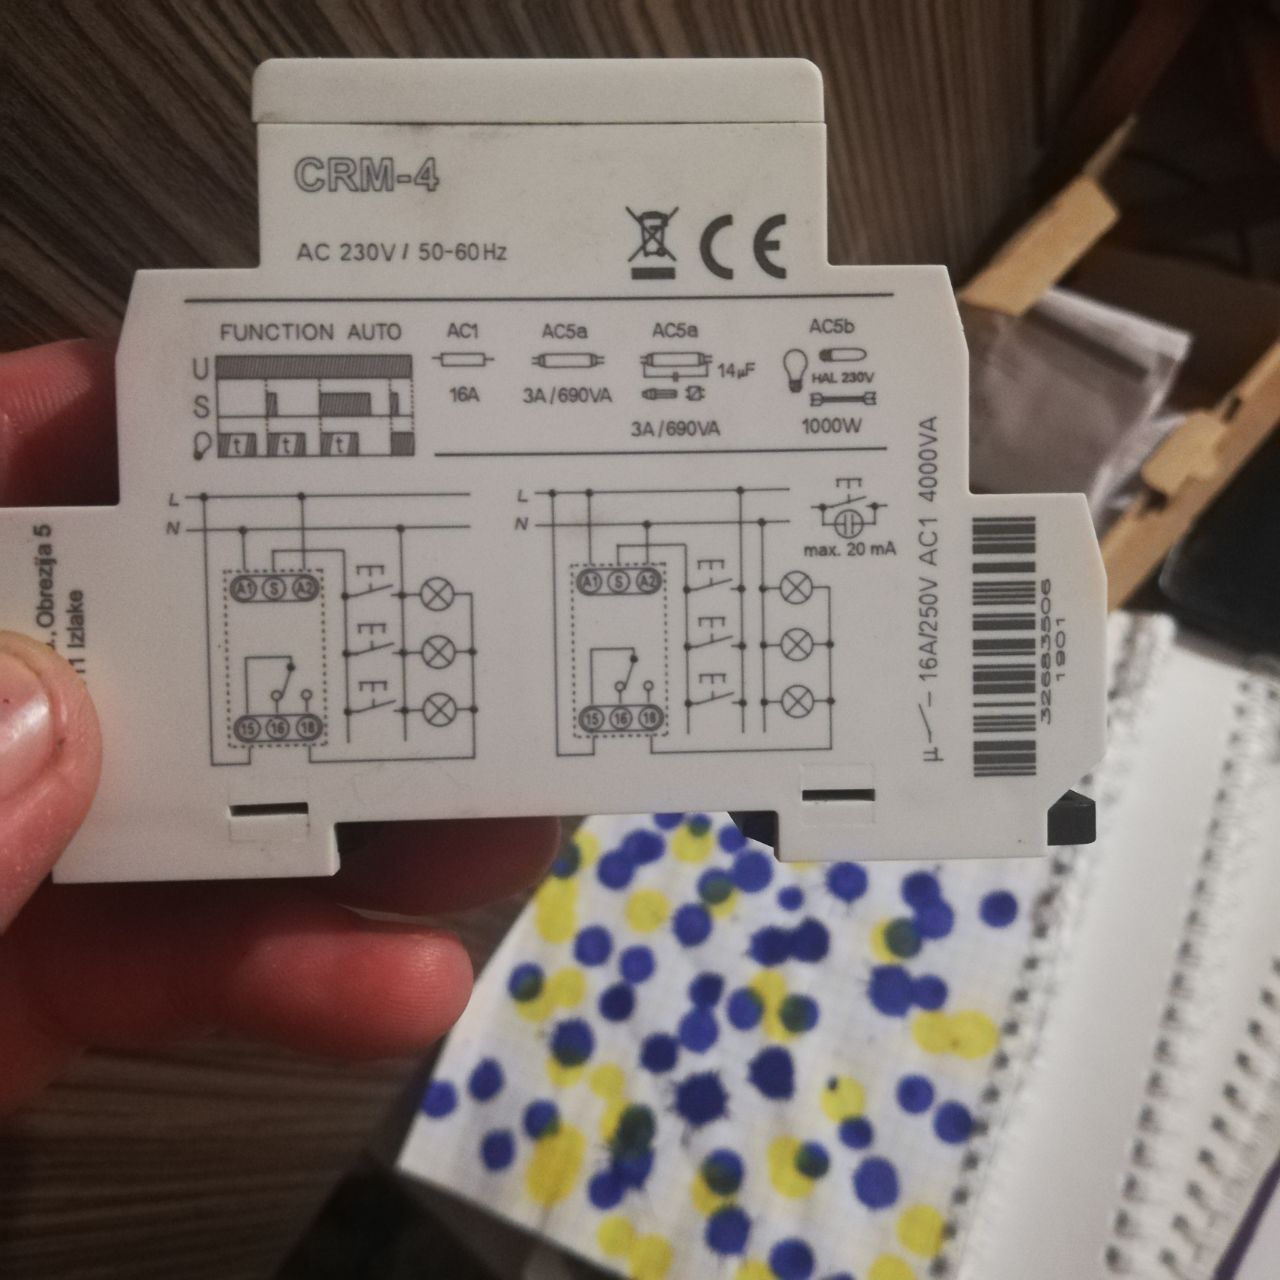 CRM-4
AC 230V / 50-60 Hz
CE
FUNCTION AUTO
U
S
t t t
AC1
16A
AC5a
3A/690VA
AC5a
14µF
3A/690VA
AC5b
HAL 230V
1000W
L
N
A1 S A2
15 16 18
L
N
A1 S A2
15 16 18
max. 20 mA
µ 16A/250V AC1 4000VA
32683506
1901
Obrezija 5
Izlake